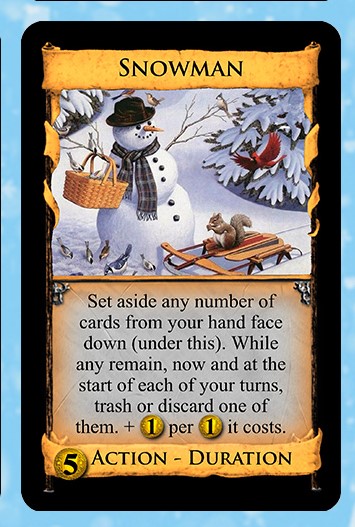 Snowman
Set aside any number of
cards from your hand face
down (under this). While
any remain, now and at the
start of each of your turns,
trash or discard one of
them. + 1 per 1 it costs.
5 Action - Duration